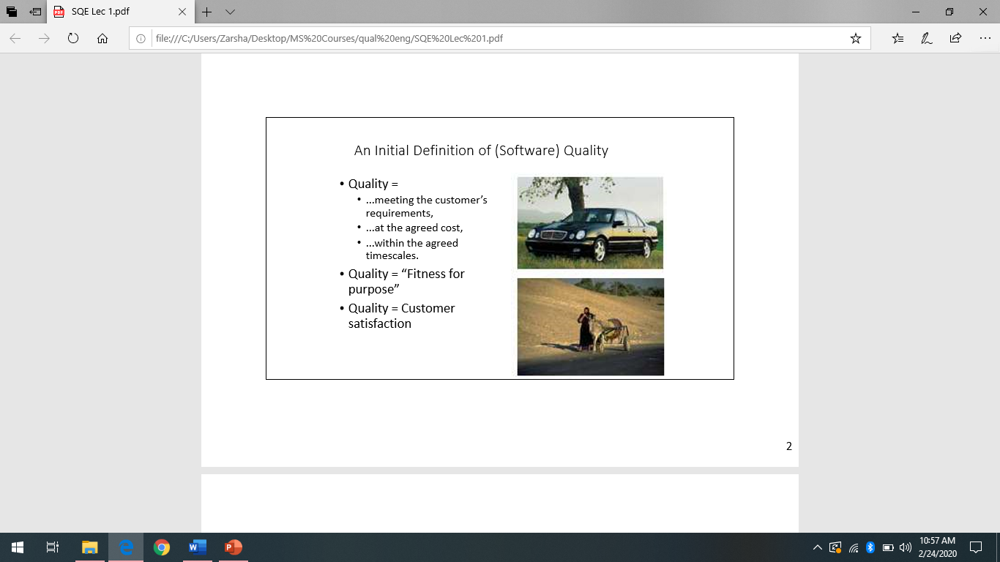 SQE Lec 1.pdf
file:///C:/Users/Zarsha/Desktop/MS%20Courses/qual%20eng/SQE%20Lec%201.pdf
An Initial Definition of (Software) Quality
• Quality =
• ...meeting the customer’s
requirements,
• ...at the agreed cost,
• ...within the agreed
timescales.
• Quality = “Fitness for
purpose”
• Quality = Customer
satisfaction
2
10:57 AM
2/24/2020